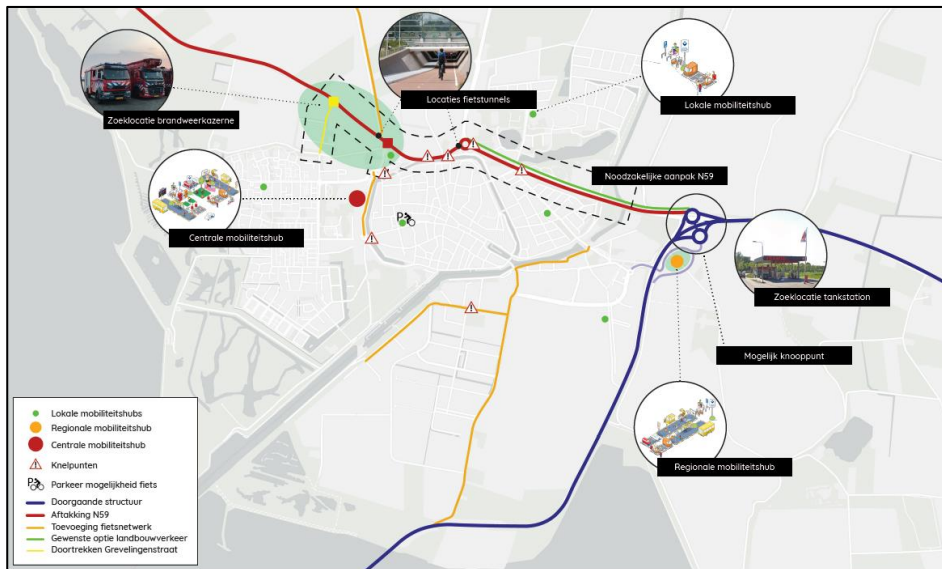 Zoeklocatie brandweerkazerne
Locaties fietstunnels
Lokale mobiliteitshub
Noodzakelijke aanpak N59
Centrale mobiliteitshub
P
Zoeklocatie tankstation
Mogelijk knooppunt
Regionale mobiliteitshub
Lokale mobiliteitshubs
Regionale mobiliteitshub
Centrale mobiliteitshub
Knelpunten
P Parkeer mogelijkheid fiets
Doorgaande structuur
Aftakking N59
Toevoeging fietsnetwerk
Gewenste optie landbouwverkeer
Doortrekken Grevelingenstraat